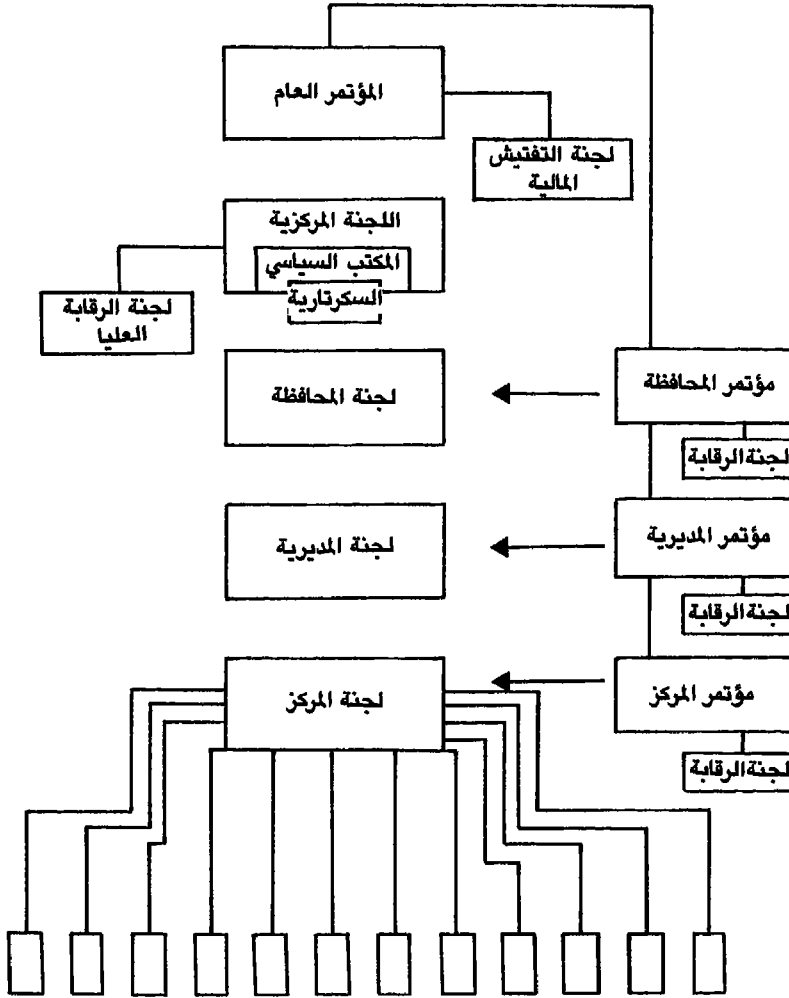 المؤتمر العام
لجنة التفتيش
المالية
اللجنة المركزية
المكتب السياسي
السكرتارية
لجنة الرقابة
العليا
مؤتمر المحافظة
لجنة المحافظة
لجنة الرقابة
مؤتمر المديرية
لجنة المديرية
لجنة الرقابة
مؤتمر المركز
لجنة المركز
لجنة الرقابة